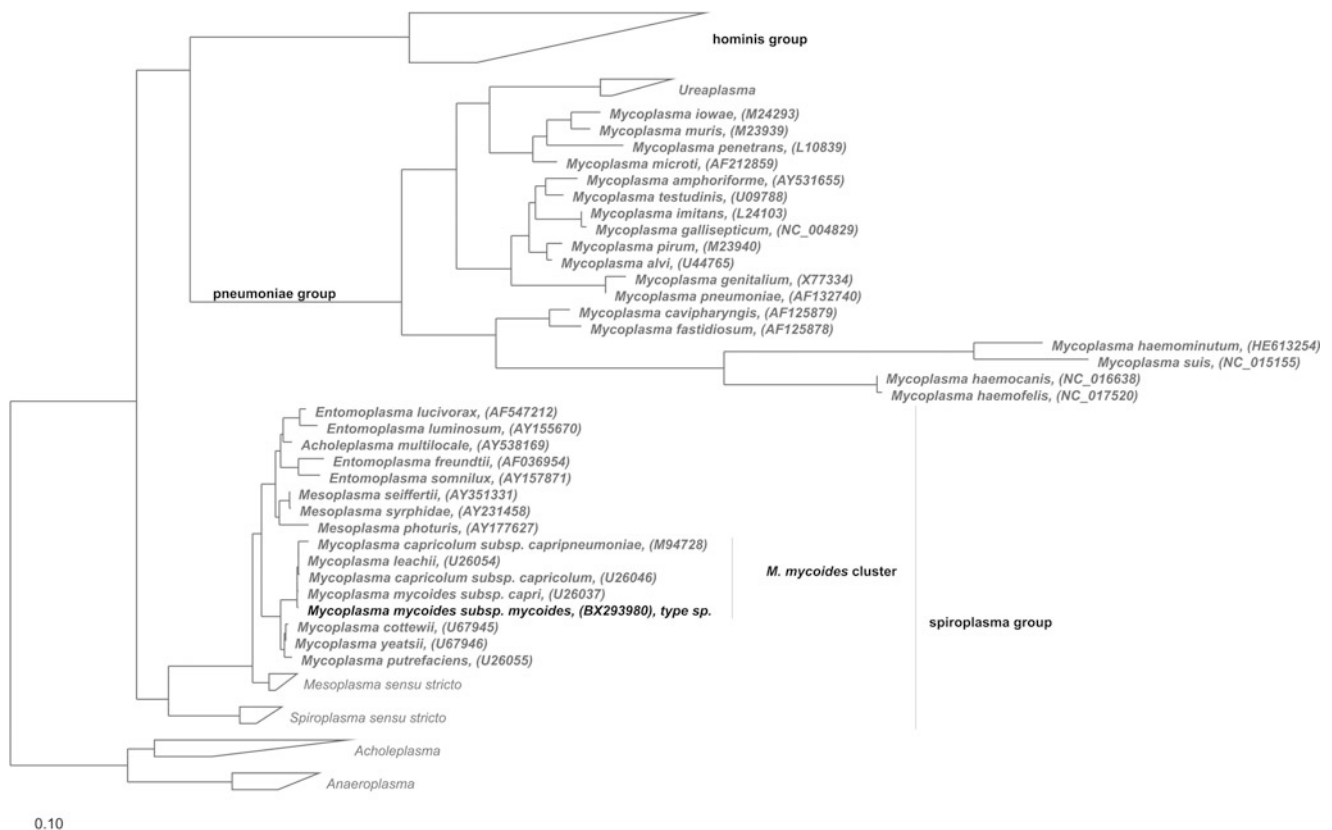 hominis group
Ureaplasma
Mycoplasma iowae, (M24293)
Mycoplasma muris, (M23939)
Mycoplasma penetrans, (L10839)
Mycoplasma microti, (AF212859)
Mycoplasma amphoriforme, (AY531655)
Mycoplasma testudinis, (U09788)
Mycoplasma imitans, (L24103)
Mycoplasma gallisepticum, (NC_004829)
Mycoplasma pirum, (M23940)
Mycoplasma alvi, (U44765)
Mycoplasma genitalium, (X77334)
pneumoniae group
Mycoplasma pneumoniae, (AF132740)
Mycoplasma cavipharyngis, (AF125879)
Mycoplasma fastidiosum, (AF125878)
Mycoplasma haemominutum, (HE613254)
Mycoplasma suis, (NC_015155)
Mycoplasma haemocanis, (NC_016638)
Mycoplasma haemofelis, (NC_017520)
Entomoplasma lucivorax, (AF547212)
Entomoplasma luminosum, (AY155670)
Acholeplasma multilocale, (AY538169)
Entomoplasma freundtii, (AF036954)
Entomoplasma somnilux, (AY157871)
Mesoplasma seiffertii, (AY351331)
Mesoplasma syrphidae, (AY231458)
Mesoplasma photuris, (AY177627)
Mycoplasma capricolum subsp. capripneumoniae, (M94728)
Mycoplasma leachii, (U26054)
M. mycoides cluster
Mycoplasma capricolum subsp. capricolum, (U26046)
Mycoplasma mycoides subsp. capri, (U26037)
Mycoplasma mycoides subsp. mycoides, (BX293980), type sp.
spiroplasma group
Mycoplasma cottewii, (U67945)
Mycoplasma yeatsii, (U67946)
Mycoplasma putrefaciens, (U26055)
Mesoplasma sensu stricto
Spiroplasma sensu stricto
Acholeplasma
Anaeroplasma
0.10